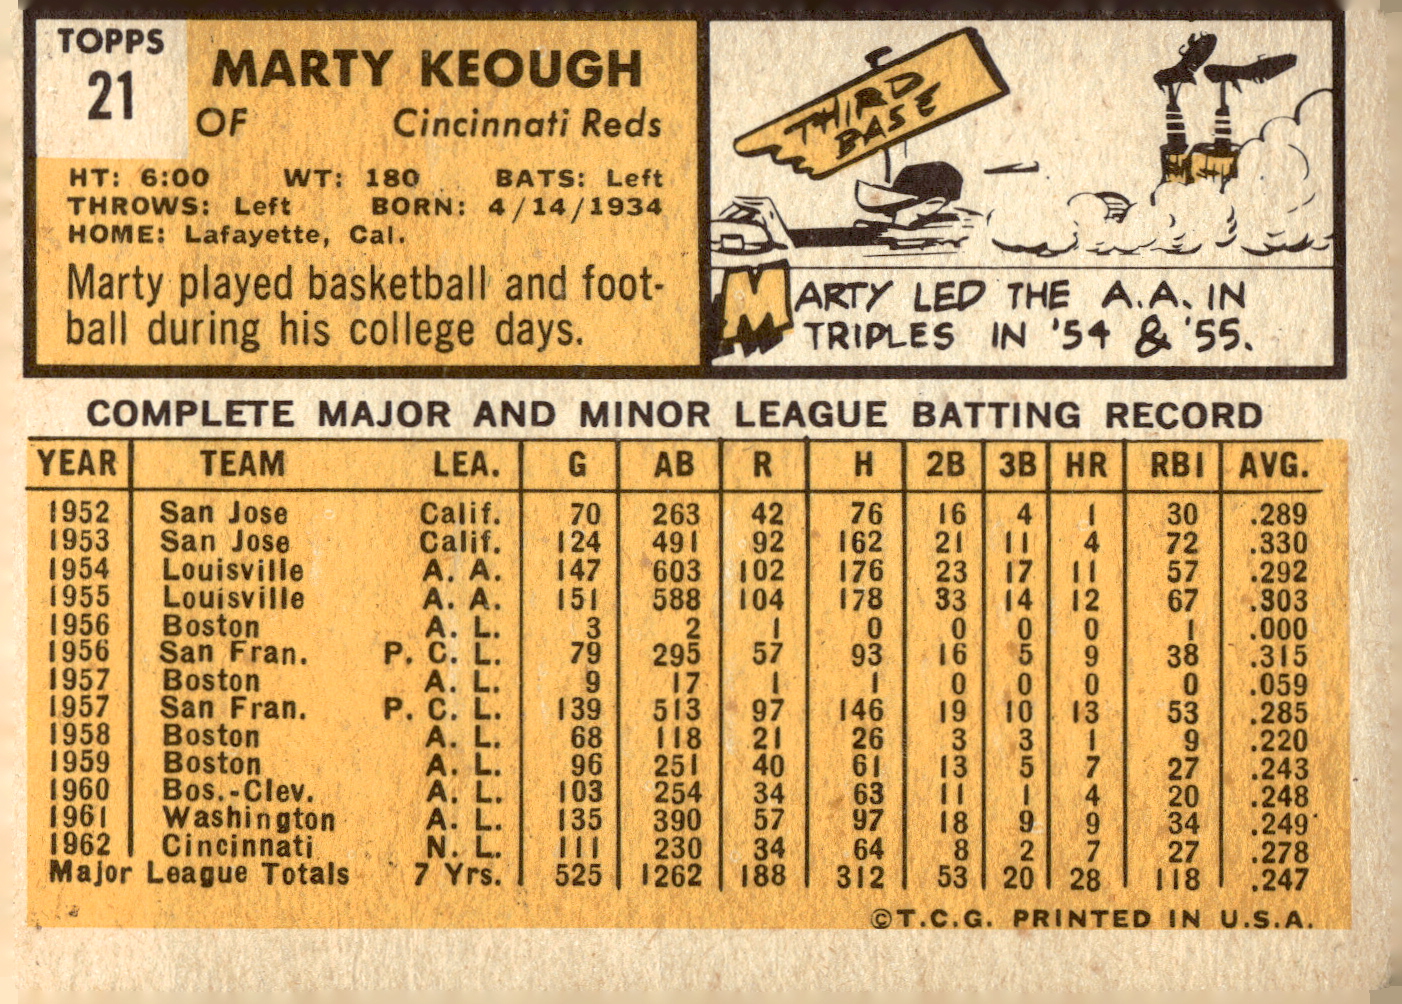 TOPPS
21
MARTY KEOUGH
OF Cincinnati Reds
HT: 6:00 WT: 180 BATS: Left
THROWS: Left BORN: 4/14/1934
HOME: Lafayette, Cal.
Marty played basketball and foot-
ball during his college days.
THIRD
BASE
MARTY LED THE A.A. IN
TRIPLES IN '54 & '55.
COMPLETE MAJOR AND MINOR LEAGUE BATTING RECORD
YEAR TEAM LEA. G AB R H 2B 3B HR RBI AVG.
1952 San Jose Calif. 70 263 42 76 16 4 1 30 .289
1953 San Jose Calif. 124 491 92 162 21 11 4 72 .330
1954 Louisville A. A. 147 603 102 176 23 17 11 57 .292
1955 Louisville A. A. 151 588 104 178 33 14 12 67 .303
1956 Boston A. L. 3 2 1 0 0 0 0 1 .000
1956 San Fran. P. C. L. 79 295 57 93 16 5 9 38 .315
1957 Boston A. L. 9 17 1 1 0 0 0 0 .059
1957 San Fran. P. C. L. 139 513 97 146 19 10 13 53 .285
1958 Boston A. L. 68 118 21 26 3 3 1 9 .220
1959 Boston A. L. 96 251 40 61 13 5 7 27 .243
1960 Bos.-Clev. A. L. 103 254 34 63 11 1 4 20 .248
1961 Washington A. L. 135 390 57 97 18 9 9 34 .249
1962 Cincinnati N. L. 111 230 34 64 8 2 7 27 .278
Major League Totals 7 Yrs. 525 1262 188 312 53 20 28 118 .247
©T.C.G. PRINTED IN U.S.A.